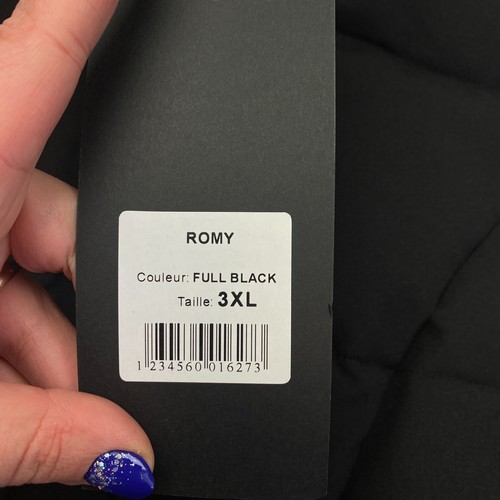 ROMY
Couleur: FULL BLACK
Taille: 3XL
1 234560 016273